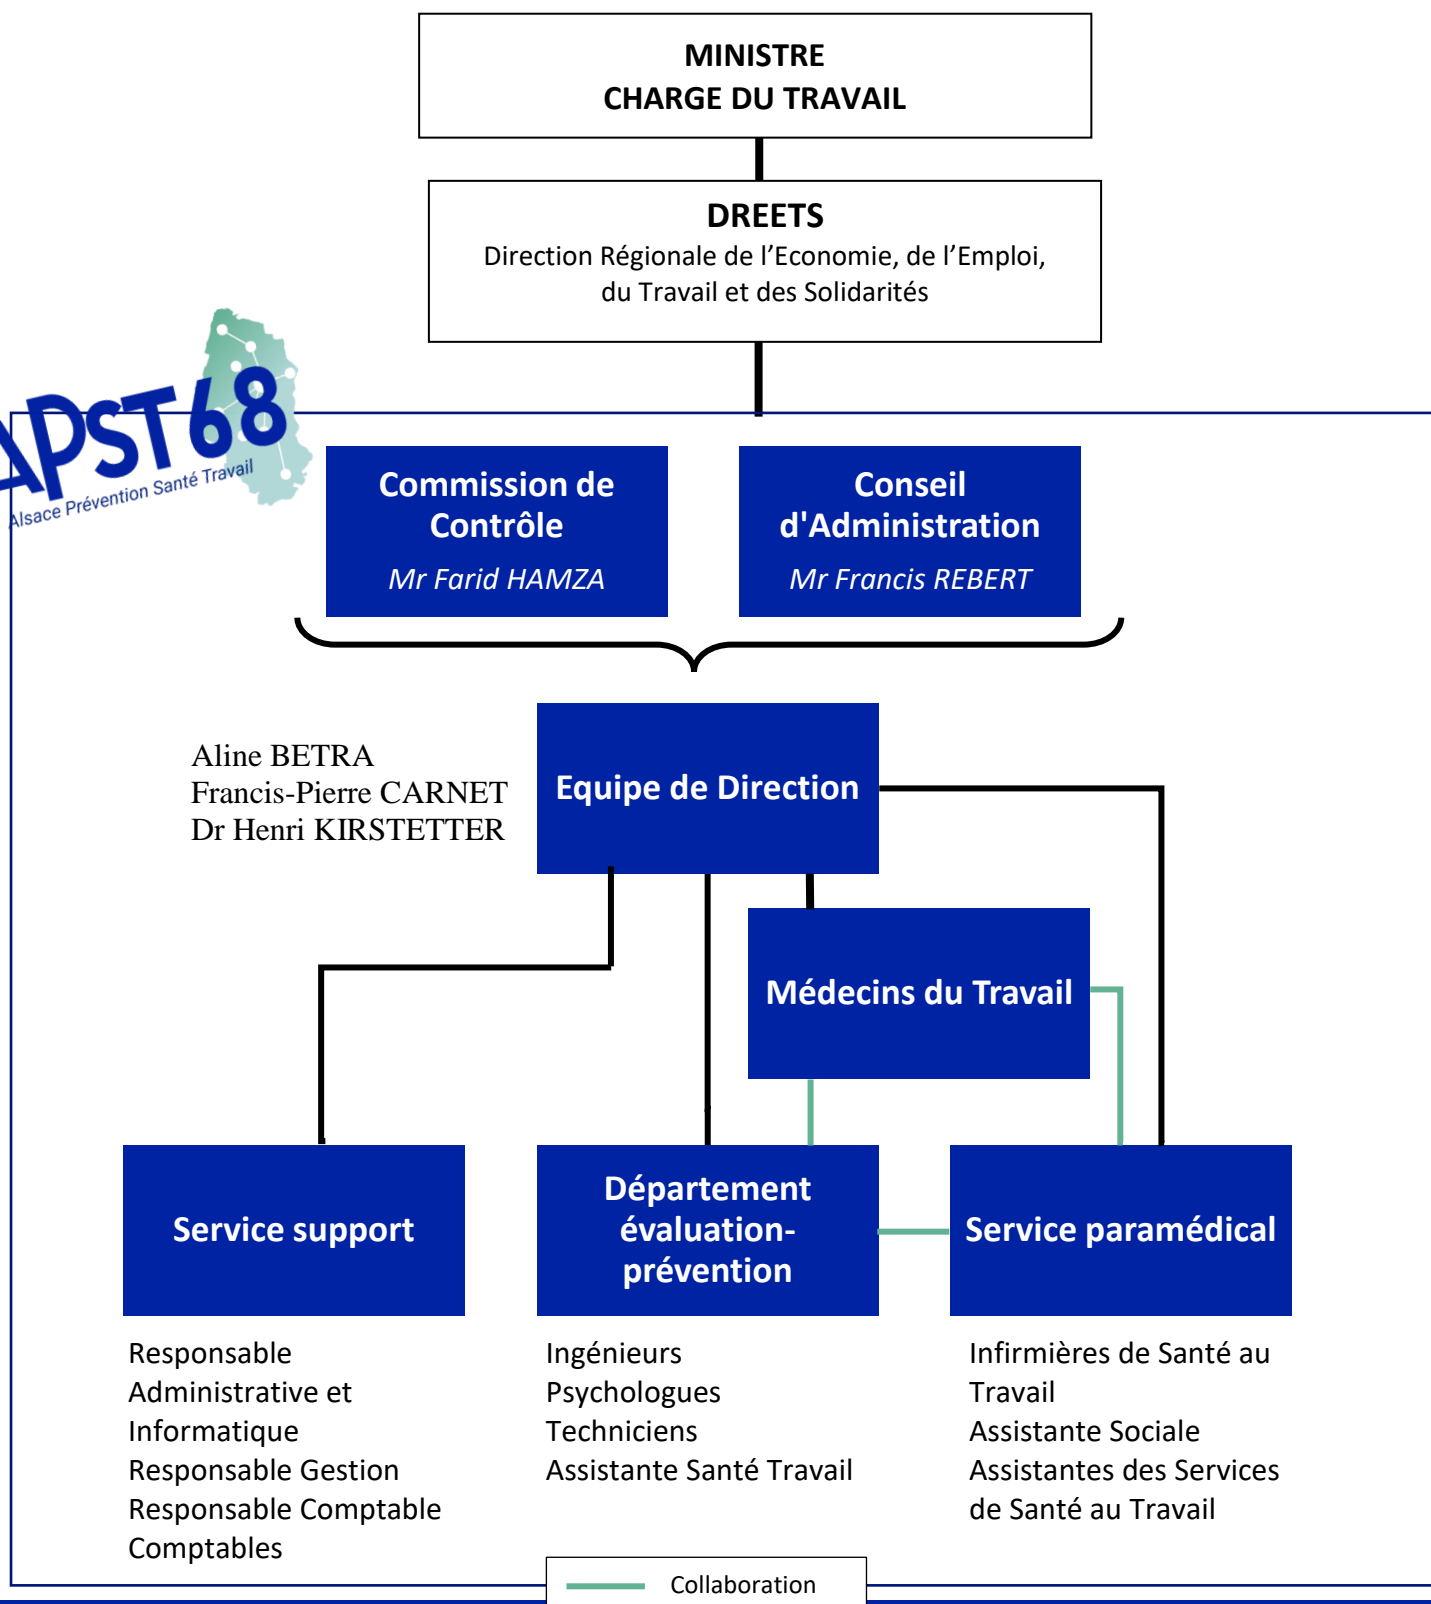 MINISTRE
CHARGE DU TRAVAIL
DREETS
Direction Régionale de l’Economie, de l’Emploi,
du Travail et des Solidarités
APST68
Alsace Prévention Santé Travail
Commission de
Contrôle
Mr Farid HAMZA
Conseil
d'Administration
Mr Francis REBERT
Aline BETRA
Francis-Pierre CARNET
Dr Henri KIRSTETTER
Equipe de Direction
Médecins du Travail
Service support
Département
évaluation-
prévention
Service paramédical
Responsable
Administrative et
Informatique
Responsable Gestion
Responsable Comptable
Comptables
Ingénieurs
Psychologues
Techniciens
Assistante Santé Travail
Infirmières de Santé au
Travail
Assistante Sociale
Assistantes des Services
de Santé au Travail
Collaboration